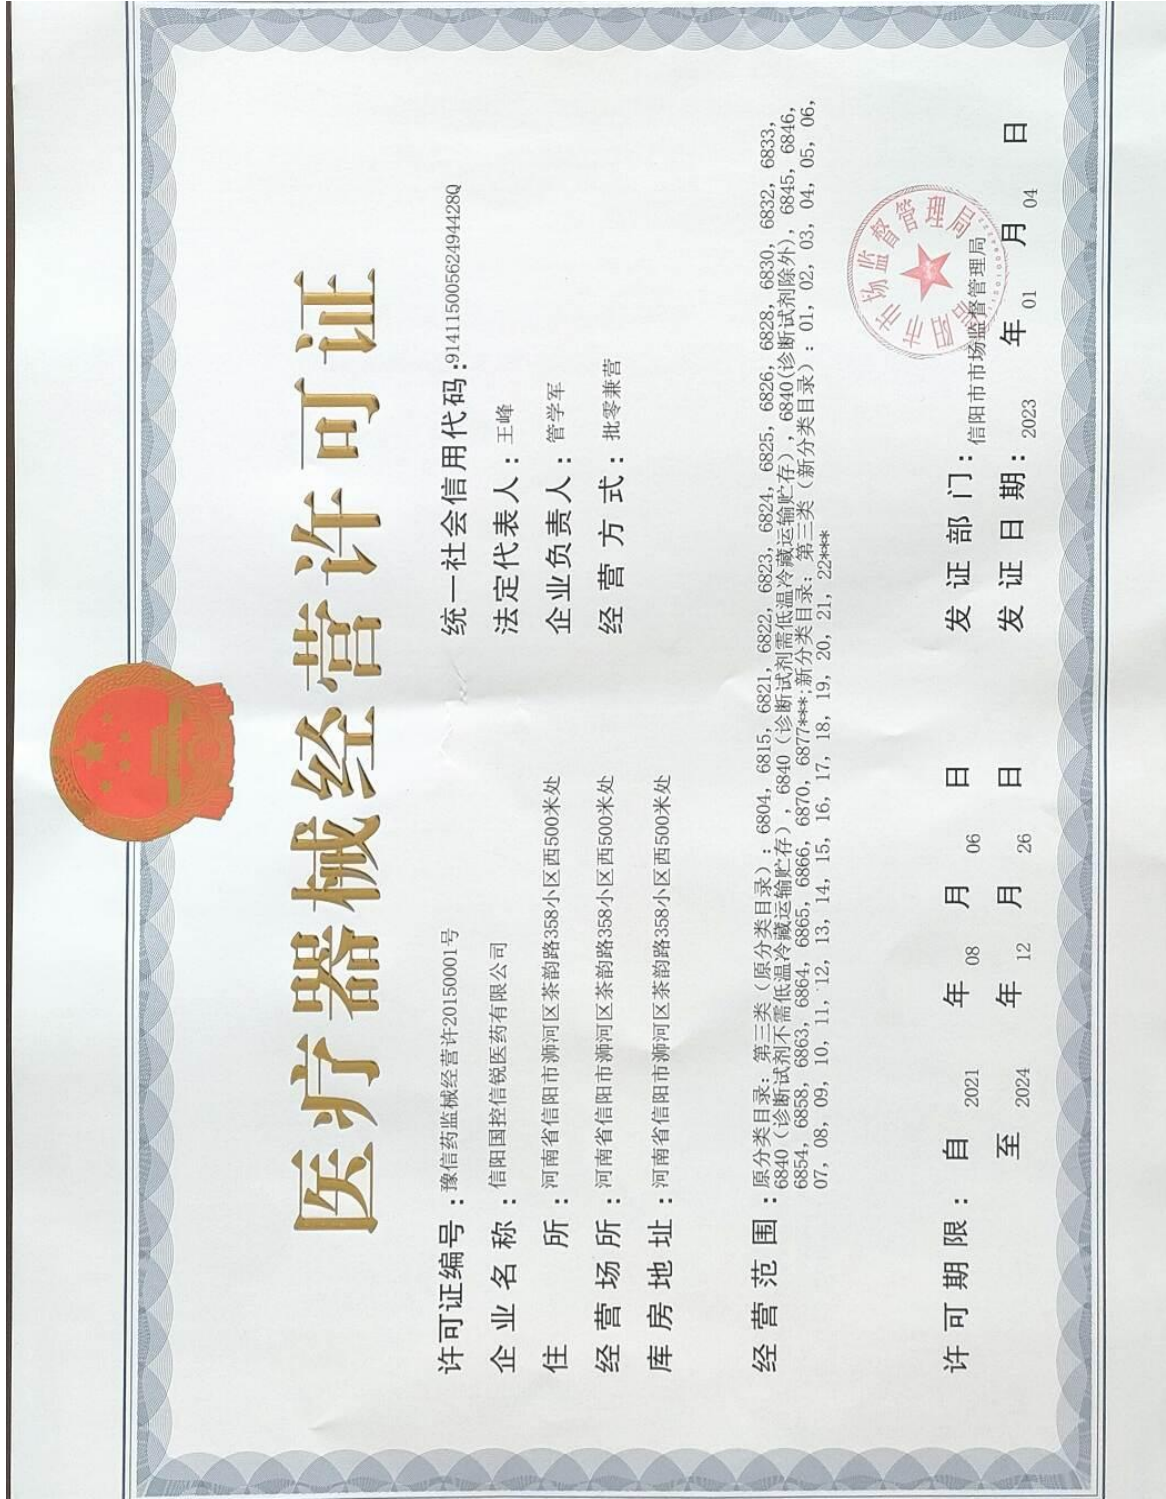 医疗器械经营许可证
许可证编号：豫信药监械经营许20150001号
统一社会信用代码：91411500562494428Q
企业名称：信阳国控信锐医药有限公司
法定代表人：王峰
住 所：河南省信阳市浉河区茶韵路358小区西500米处
企业负责人：管学军
经营场所：河南省信阳市浉河区茶韵路358小区西500米处
经营方式：批零兼营
库房地址：河南省信阳市浉河区茶韵路358小区西500米处
经营范围：原分类目录: 第三类（原分类目录）: 6804, 6815, 6821, 6822, 6823, 6824, 6825, 6826, 6828, 6830, 6832, 6833,
6840（诊断试剂不需低温冷藏运输贮存）, 6840（诊断试剂需低温冷藏运输贮存）, 6840(诊断试剂除外), 6845, 6846,
6854, 6858, 6863, 6864, 6865, 6866, 6870, 6877***;新分类目录: 第三类（新分类目录）: 01, 02, 03, 04, 05, 06,
07, 08, 09, 10, 11, 12, 13, 14, 15, 16, 17, 18, 19, 20, 21, 22***
许可期限：自 2021 年 08 月 06 日
至 2024 年 12 月 26 日
发证部门：信阳市市场监督管理局
发证日期：2023 年 01 月 04 日
信阳市市场监督管理局